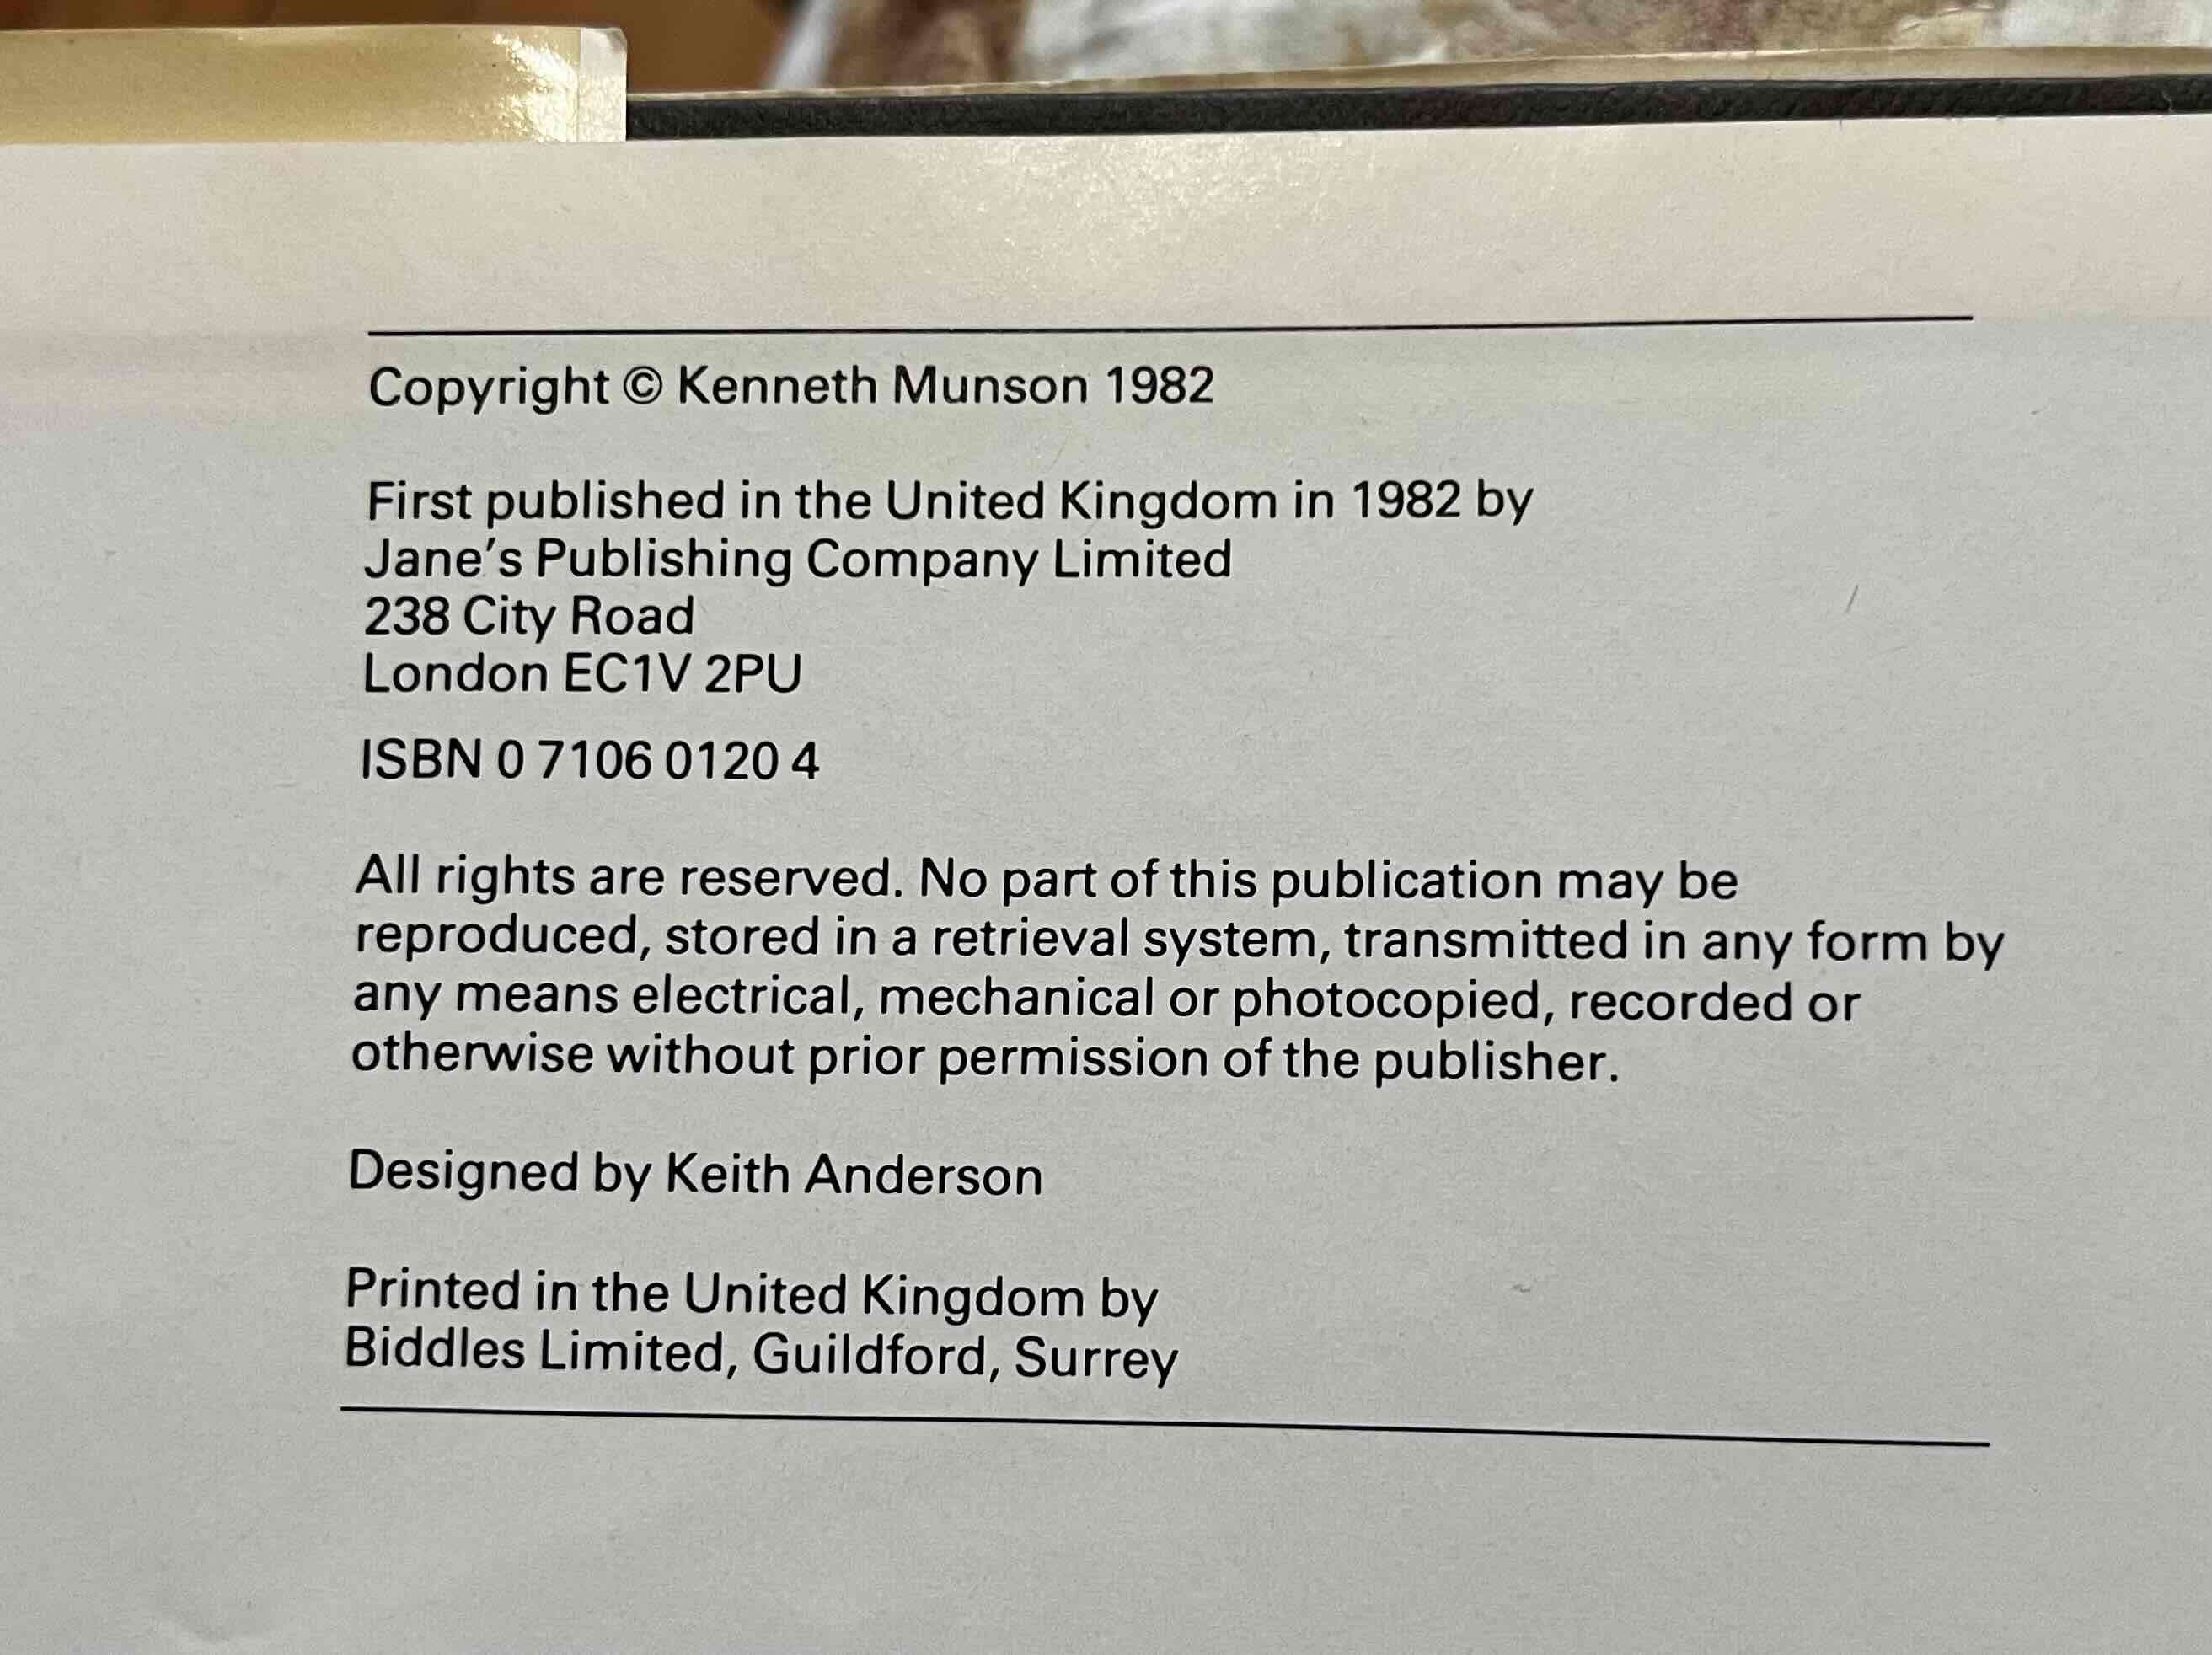 Copyright © Kenneth Munson 1982
First published in the United Kingdom in 1982 by
Jane's Publishing Company Limited
238 City Road
London EC1V 2PU
ISBN 0 7106 0120 4
All rights are reserved. No part of this publication may be
reproduced, stored in a retrieval system, transmitted in any form by
any means electrical, mechanical or photocopied, recorded or
otherwise without prior permission of the publisher.
Designed by Keith Anderson
Printed in the United Kingdom by
Biddles Limited, Guildford, Surrey